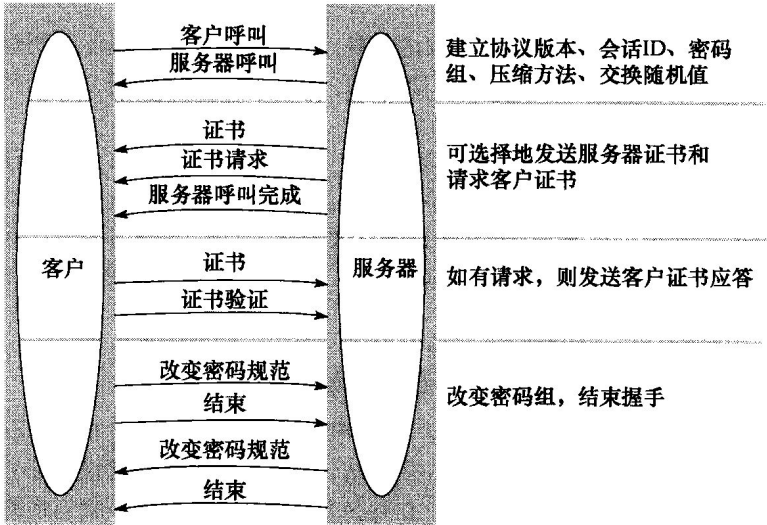 客户呼叫
服务器呼叫
建立协议版本、会话ID、密码
组、压缩方法、交换随机值
证书
证书请求
服务器呼叫完成
可选择地发送服务器证书和
请求客户证书
客户
服务器
证书
证书验证
如有请求，则发送客户证书应答
改变密码规范
结束
改变密码规范
结束
改变密码组，结束握手